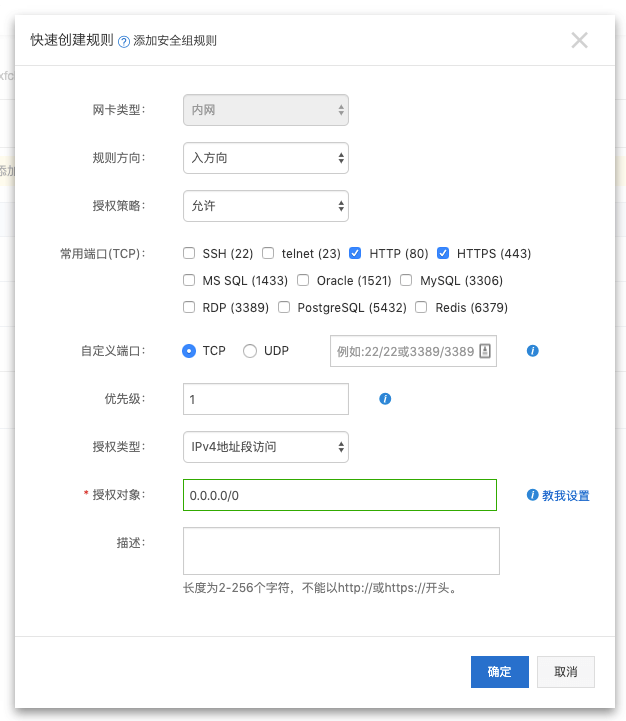 快速创建规则 ? 添加安全组规则
xfc
添加
网卡类型: 内网
规则方向: 入方向
授权策略: 允许
常用端口(TCP): SSH (22) telnet (23) HTTP (80) HTTPS (443)
MS SQL (1433) Oracle (1521) MySQL (3306)
RDP (3389) PostgreSQL (5432) Redis (6379)
自定义端口: TCP UDP 例如:22/22或3389/3389 i
优先级: 1 i
授权类型: IPv4地址段访问
* 授权对象: 0.0.0.0/0 i 教我设置
描述:
长度为2-256个字符，不能以http://或https://开头。
确定 取消